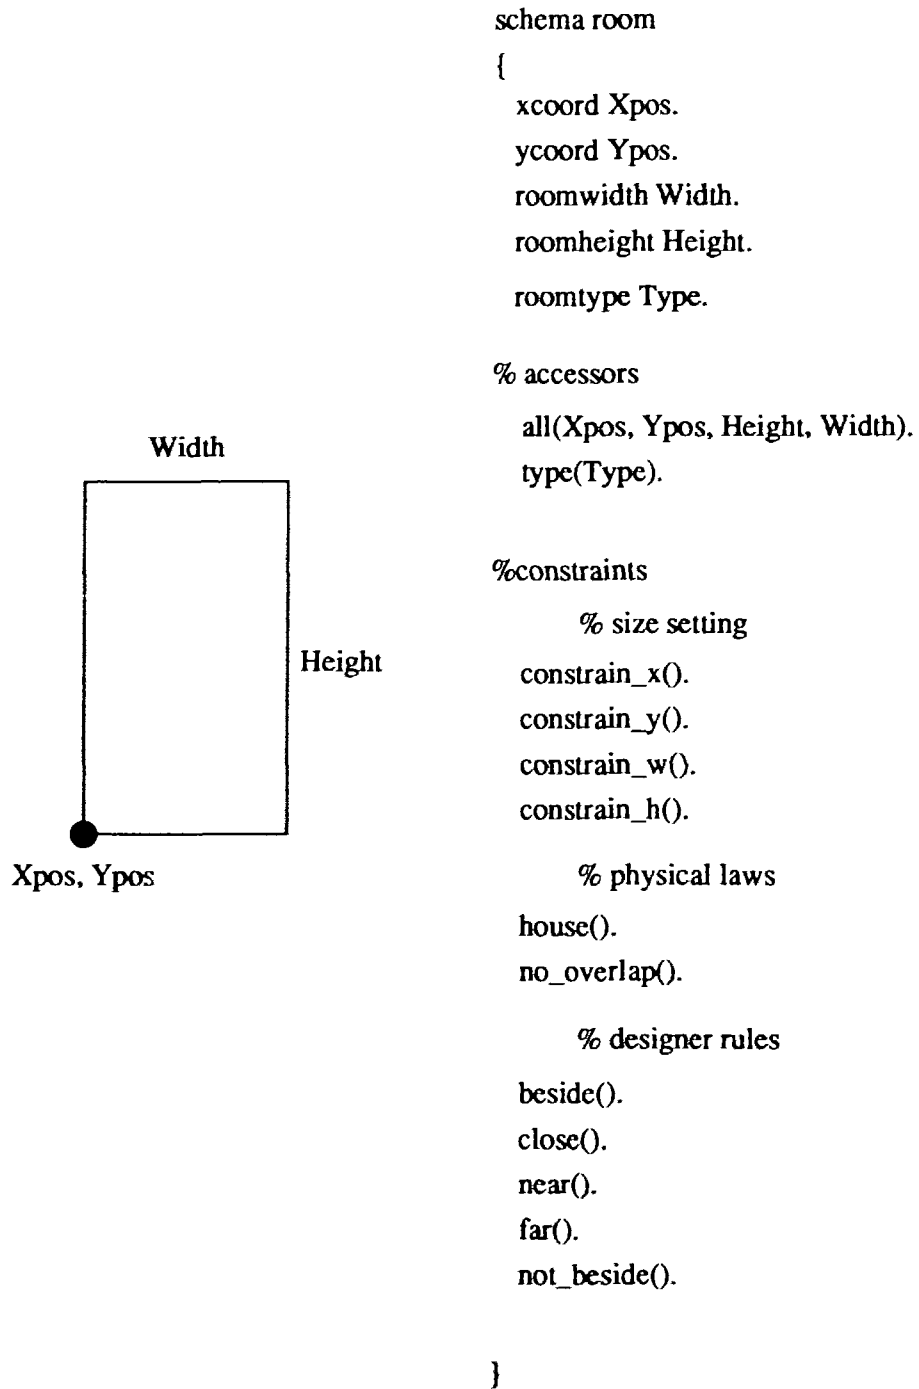 schema room
{
xcoord Xpos.
ycoord Ypos.
roomwidth Width.
roomheight Height.
roomtype Type.
% accessors
all(Xpos, Ypos, Height, Width).
type(Type).
%constraints
% size setting
constrain_x().
constrain_y().
constrain_w().
constrain_h().
% physical laws
house().
no_overlap().
% designer rules
beside().
close().
near().
far().
not_beside().
}
Width
Height
Xpos, Ypos